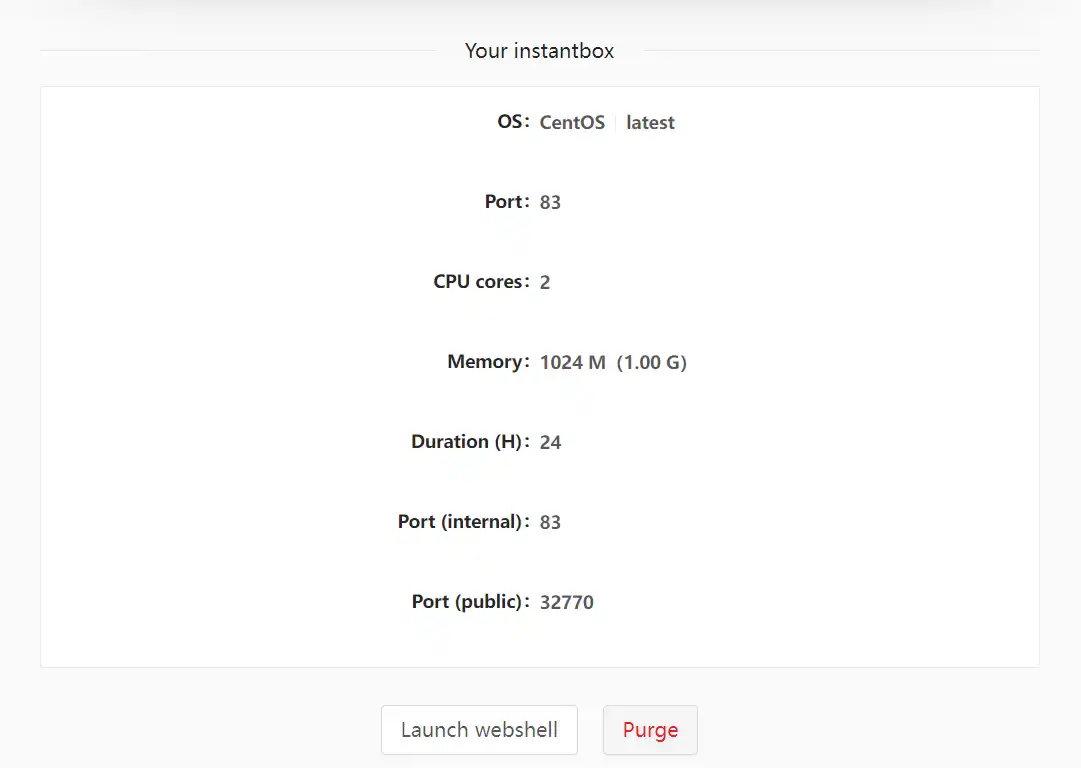 Your instantbox
OS: CentOS | latest
Port: 83
CPU cores: 2
Memory: 1024 M (1.00 G)
Duration (H): 24
Port (internal): 83
Port (public): 32770
Launch webshell Purge